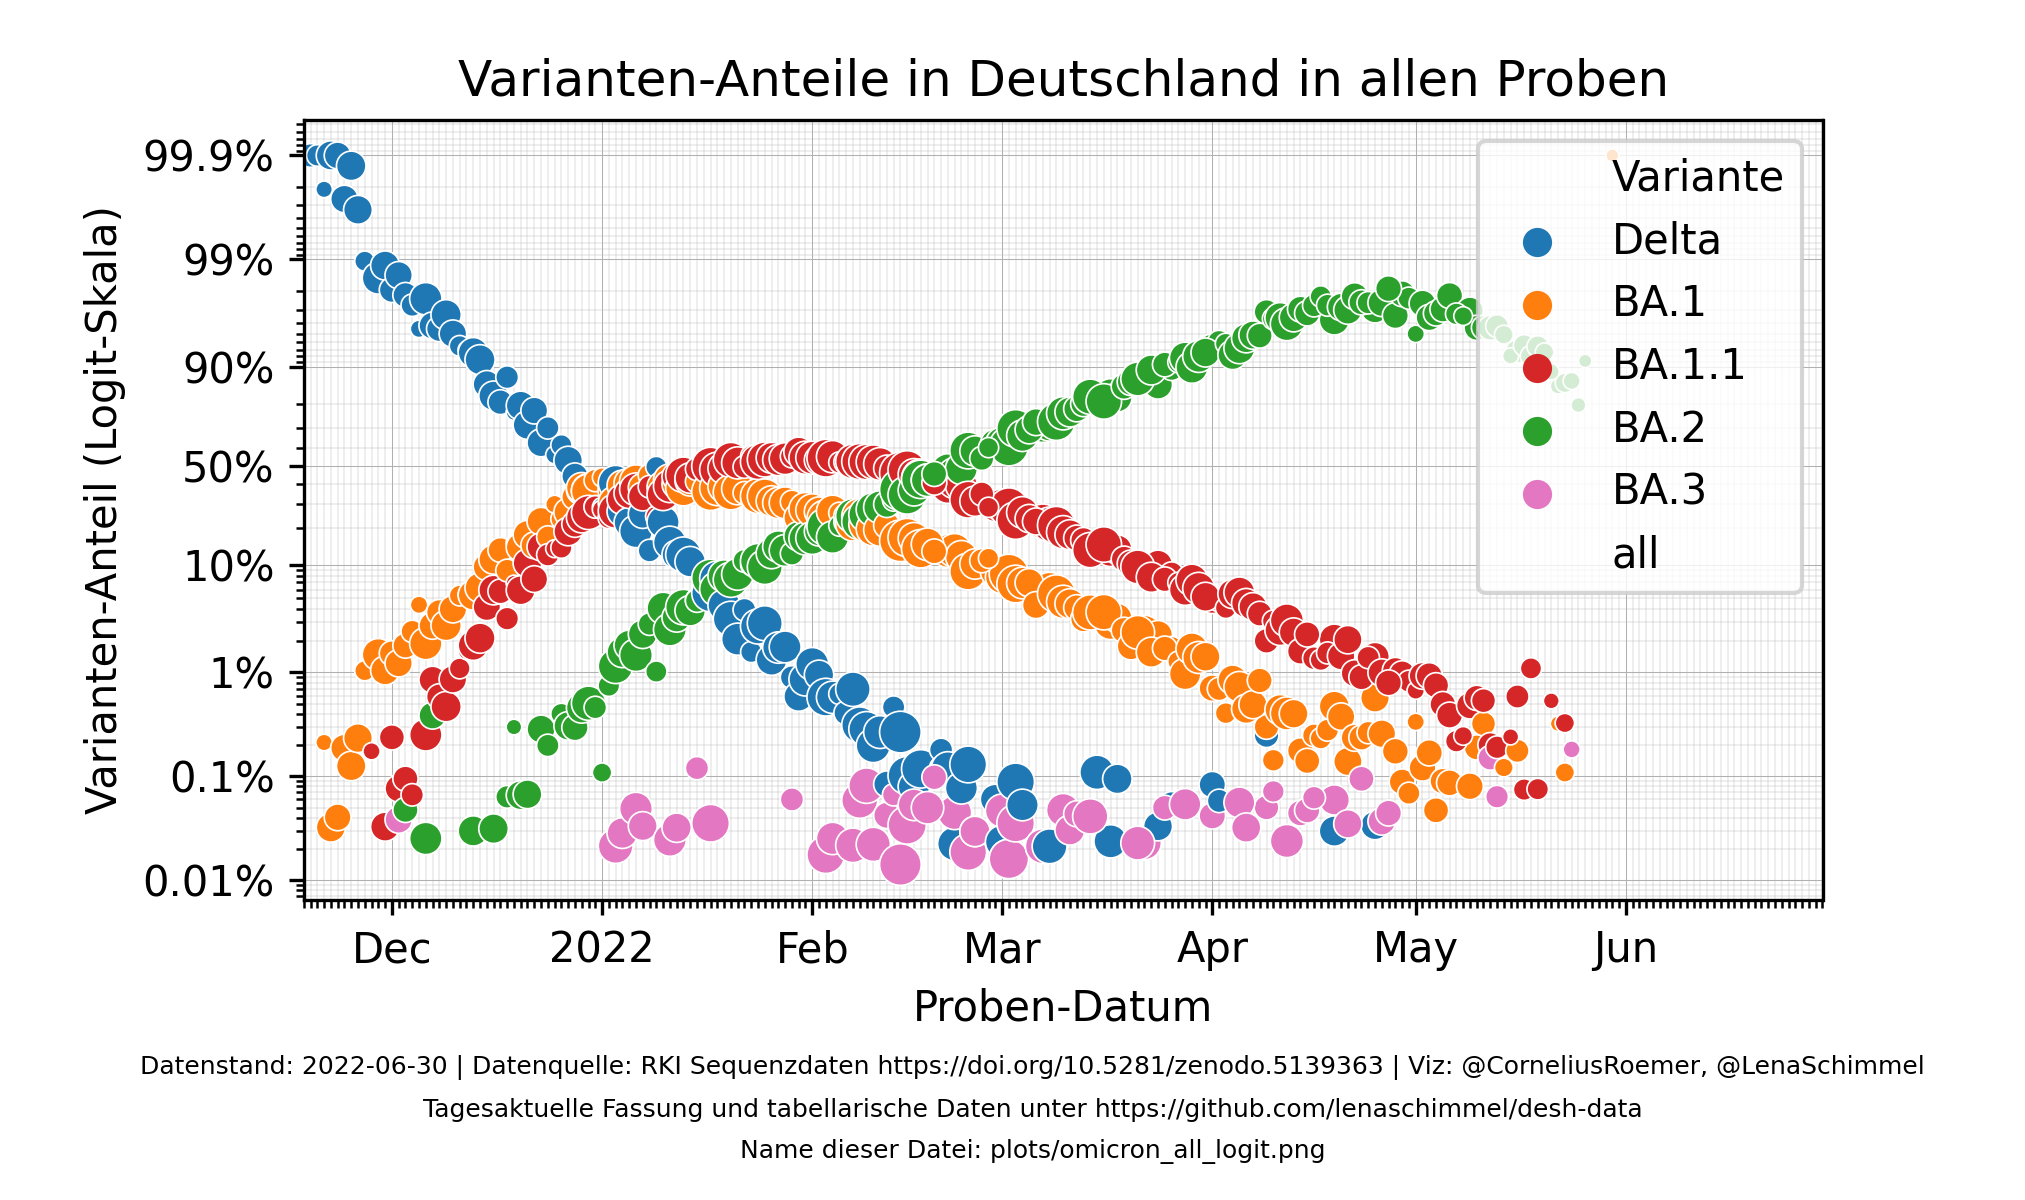 Varianten-Anteile in Deutschland in allen Proben
Varianten-Anteil (Logit-Skala)
99.9%
99%
90%
50%
10%
1%
0.1%
0.01%
Variante
Delta
BA.1
BA.1.1
BA.2
BA.3
all
Dec 2022 Feb Mar Apr May Jun
Proben-Datum
Datenstand: 2022-06-30 | Datenquelle: RKI Sequenzdaten https://doi.org/10.5281/zenodo.5139363 | Viz: @CorneliusRoemer, @LenaSchimmel
Tagesaktuelle Fassung und tabellarische Daten unter https://github.com/lenaschimmel/desh-data
Name dieser Datei: plots/omicron_all_logit.png